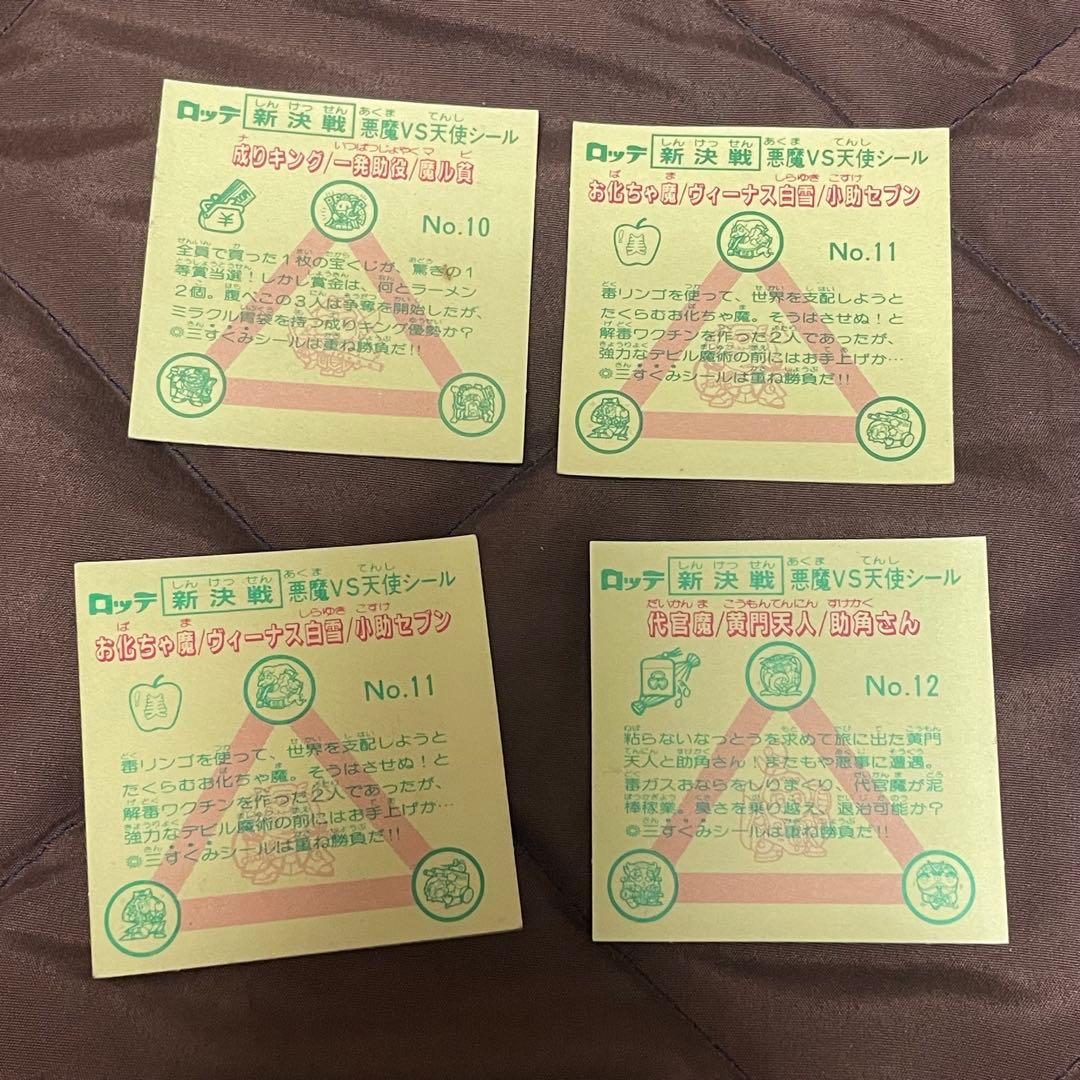 ロッテ 新決戦 悪魔VS天使シール
成りキング/一発助役/魔ル貧
No.10
全員で買った1枚の宝くじが、驚きの1
等賞当選!しかし賞金は、何とラーメン
2個。腹ペこの3人は争奪を開始したが、
ミラクル胃袋を持つ成りキング優勢か?
◎三すくみシールは重ね勝負だ!!
ロッテ 新決戦 悪魔VS天使シール
お化ちゃ魔/ヴィーナス白雪/小助セブン
美
No.11
毒リンゴを使って、世界を支配しようと
たくらむお化ちゃ魔。そうはさせぬ!と
解毒ワクチンを作った2人であったが、
強力なデビル魔術の前にはお手上げか…
◎三すくみシールは重ね勝負だ!!
ロッテ 新決戦 悪魔VS天使シール
お化ちゃ魔/ヴィーナス白雪/小助セブン
美
No.11
毒リンゴを使って、世界を支配しようと
たくらむお化ちゃ魔。そうはさせぬ!と
解毒ワクチンを作った2人であったが、
強力なデビル魔術の前にはお手上げか…
◎三すくみシールは重ね勝負だ!!
ロッテ 新決戦 悪魔VS天使シール
代官魔/黄門天人/助角さん
No.12
粘らないなっとうを求めて旅に出た黄門
天人と助角さん!またもや悪事に遭遇。
毒ガスおならをしりまくり、代官魔が泥
棒稼業。臭さを乗り越え、退治可能か?
◎三すくみシールは重ね勝負だ!!